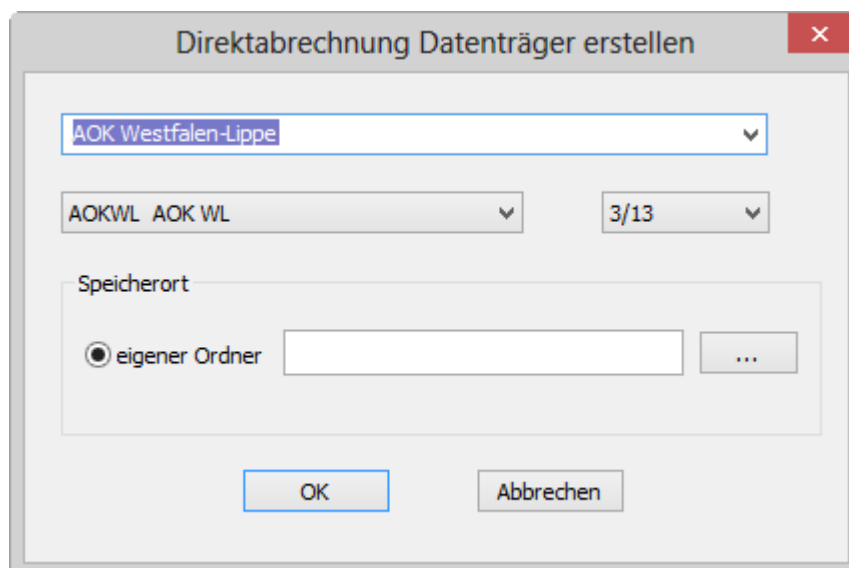 Direktabrechnung Datenträger erstellen
AOK Westfalen-Lippe
AOKWL AOK WL
3/13
Speicherort
eigener Ordner
...
OK
Abbrechen